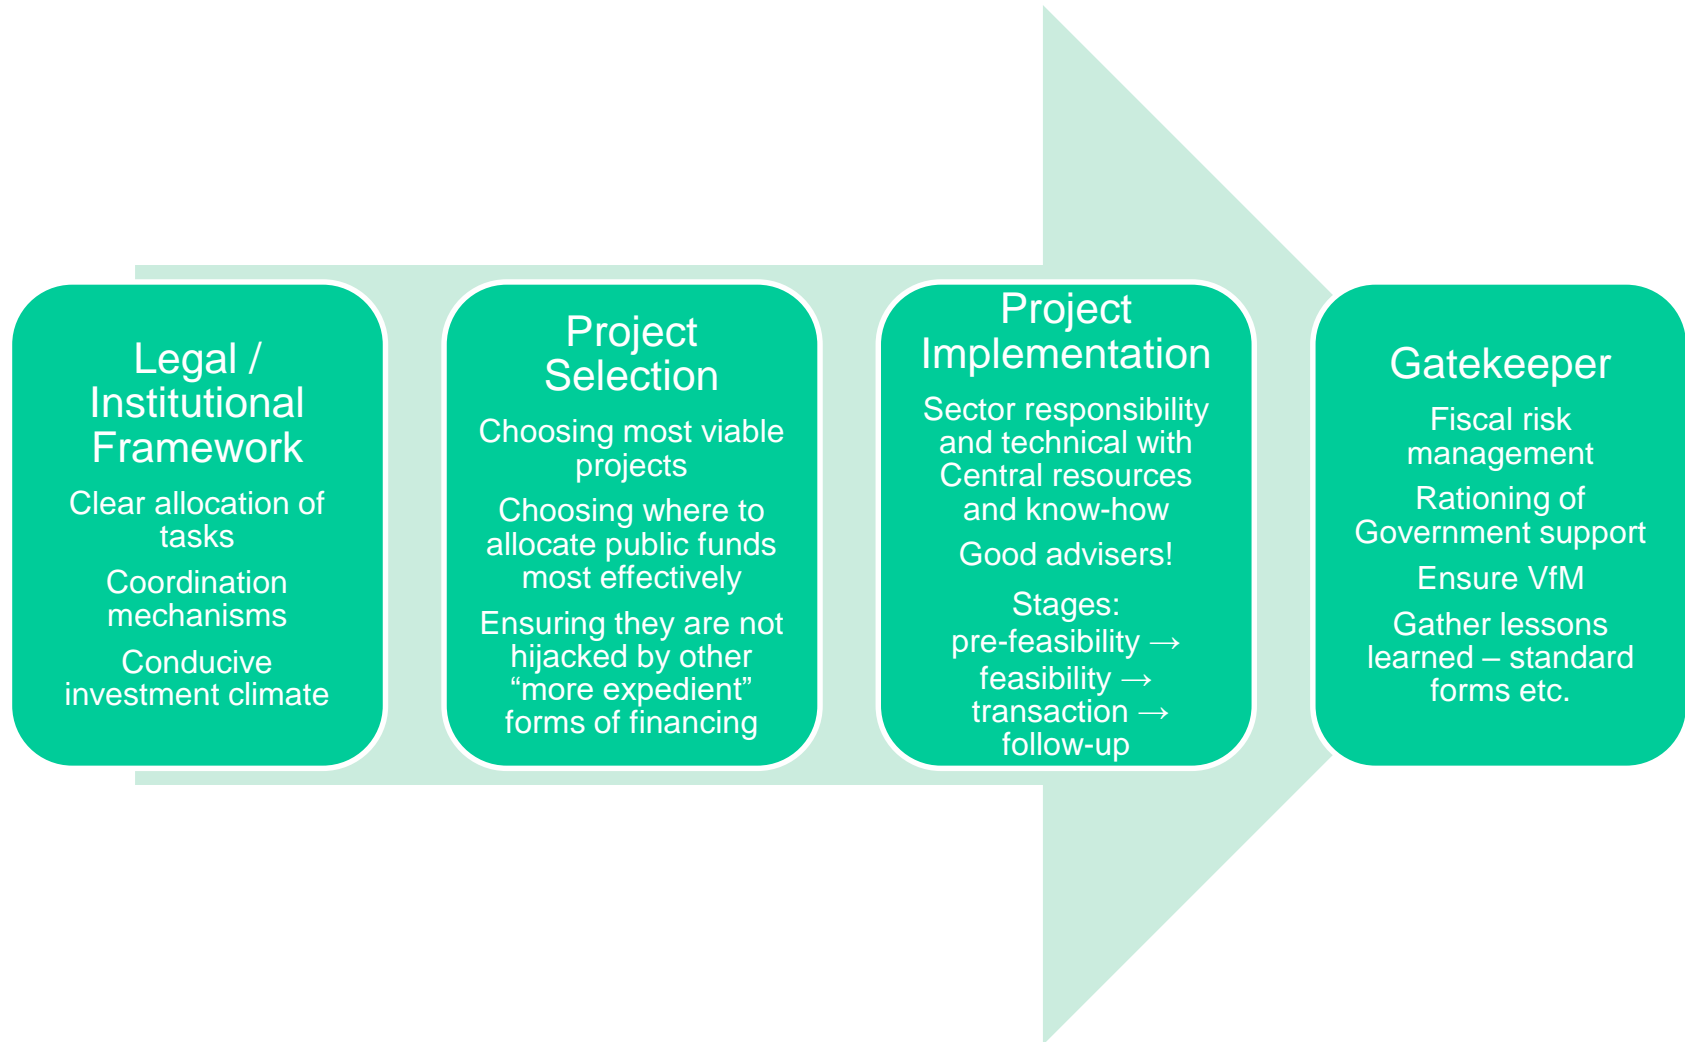 Legal /
Institutional
Framework
Clear allocation of
tasks
Coordination
mechanisms
Conducive
investment climate
Project
Selection
Choosing most viable
projects
Choosing where to
allocate public funds
most effectively
Ensuring they are not
hijacked by other
“more expedient”
forms of financing
Project
Implementation
Sector responsibility
and technical with
Central resources
and know-how
Good advisers!
Stages:
pre-feasibility →
feasibility →
transaction →
follow-up
Gatekeeper
Fiscal risk
management
Rationing of
Government support
Ensure VfM
Gather lessons
learned – standard
forms etc.